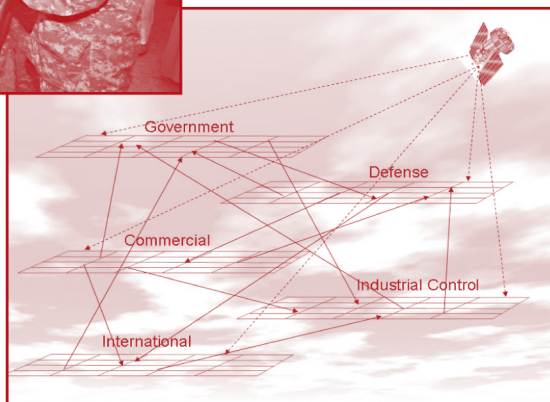 Government
Defense
Commercial
Industrial Control
International